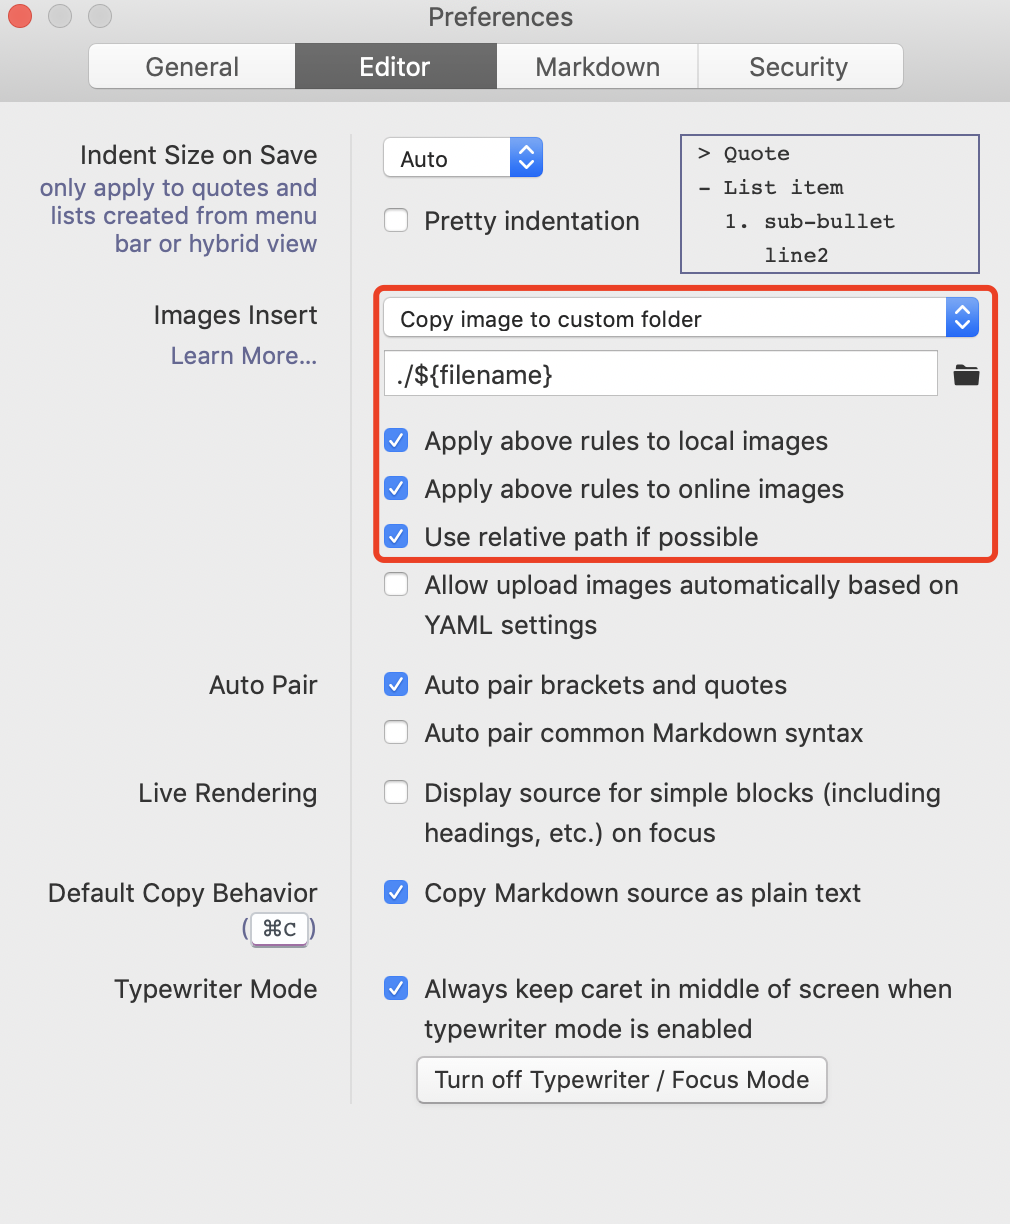 Preferences
General
Editor
Markdown
Security
Indent Size on Save
only apply to quotes and
lists created from menu
bar or hybrid view
Auto
Pretty indentation
> Quote
- List item
1. sub-bullet
line2
Images Insert
Learn More...
Copy image to custom folder
./${filename}
Apply above rules to local images
Apply above rules to online images
Use relative path if possible
Allow upload images automatically based on
YAML settings
Auto Pair
Auto pair brackets and quotes
Auto pair common Markdown syntax
Live Rendering
Display source for simple blocks (including
headings, etc.) on focus
Default Copy Behavior
(⌘C)
Copy Markdown source as plain text
Typewriter Mode
Always keep caret in middle of screen when
typewriter mode is enabled
Turn off Typewriter / Focus Mode